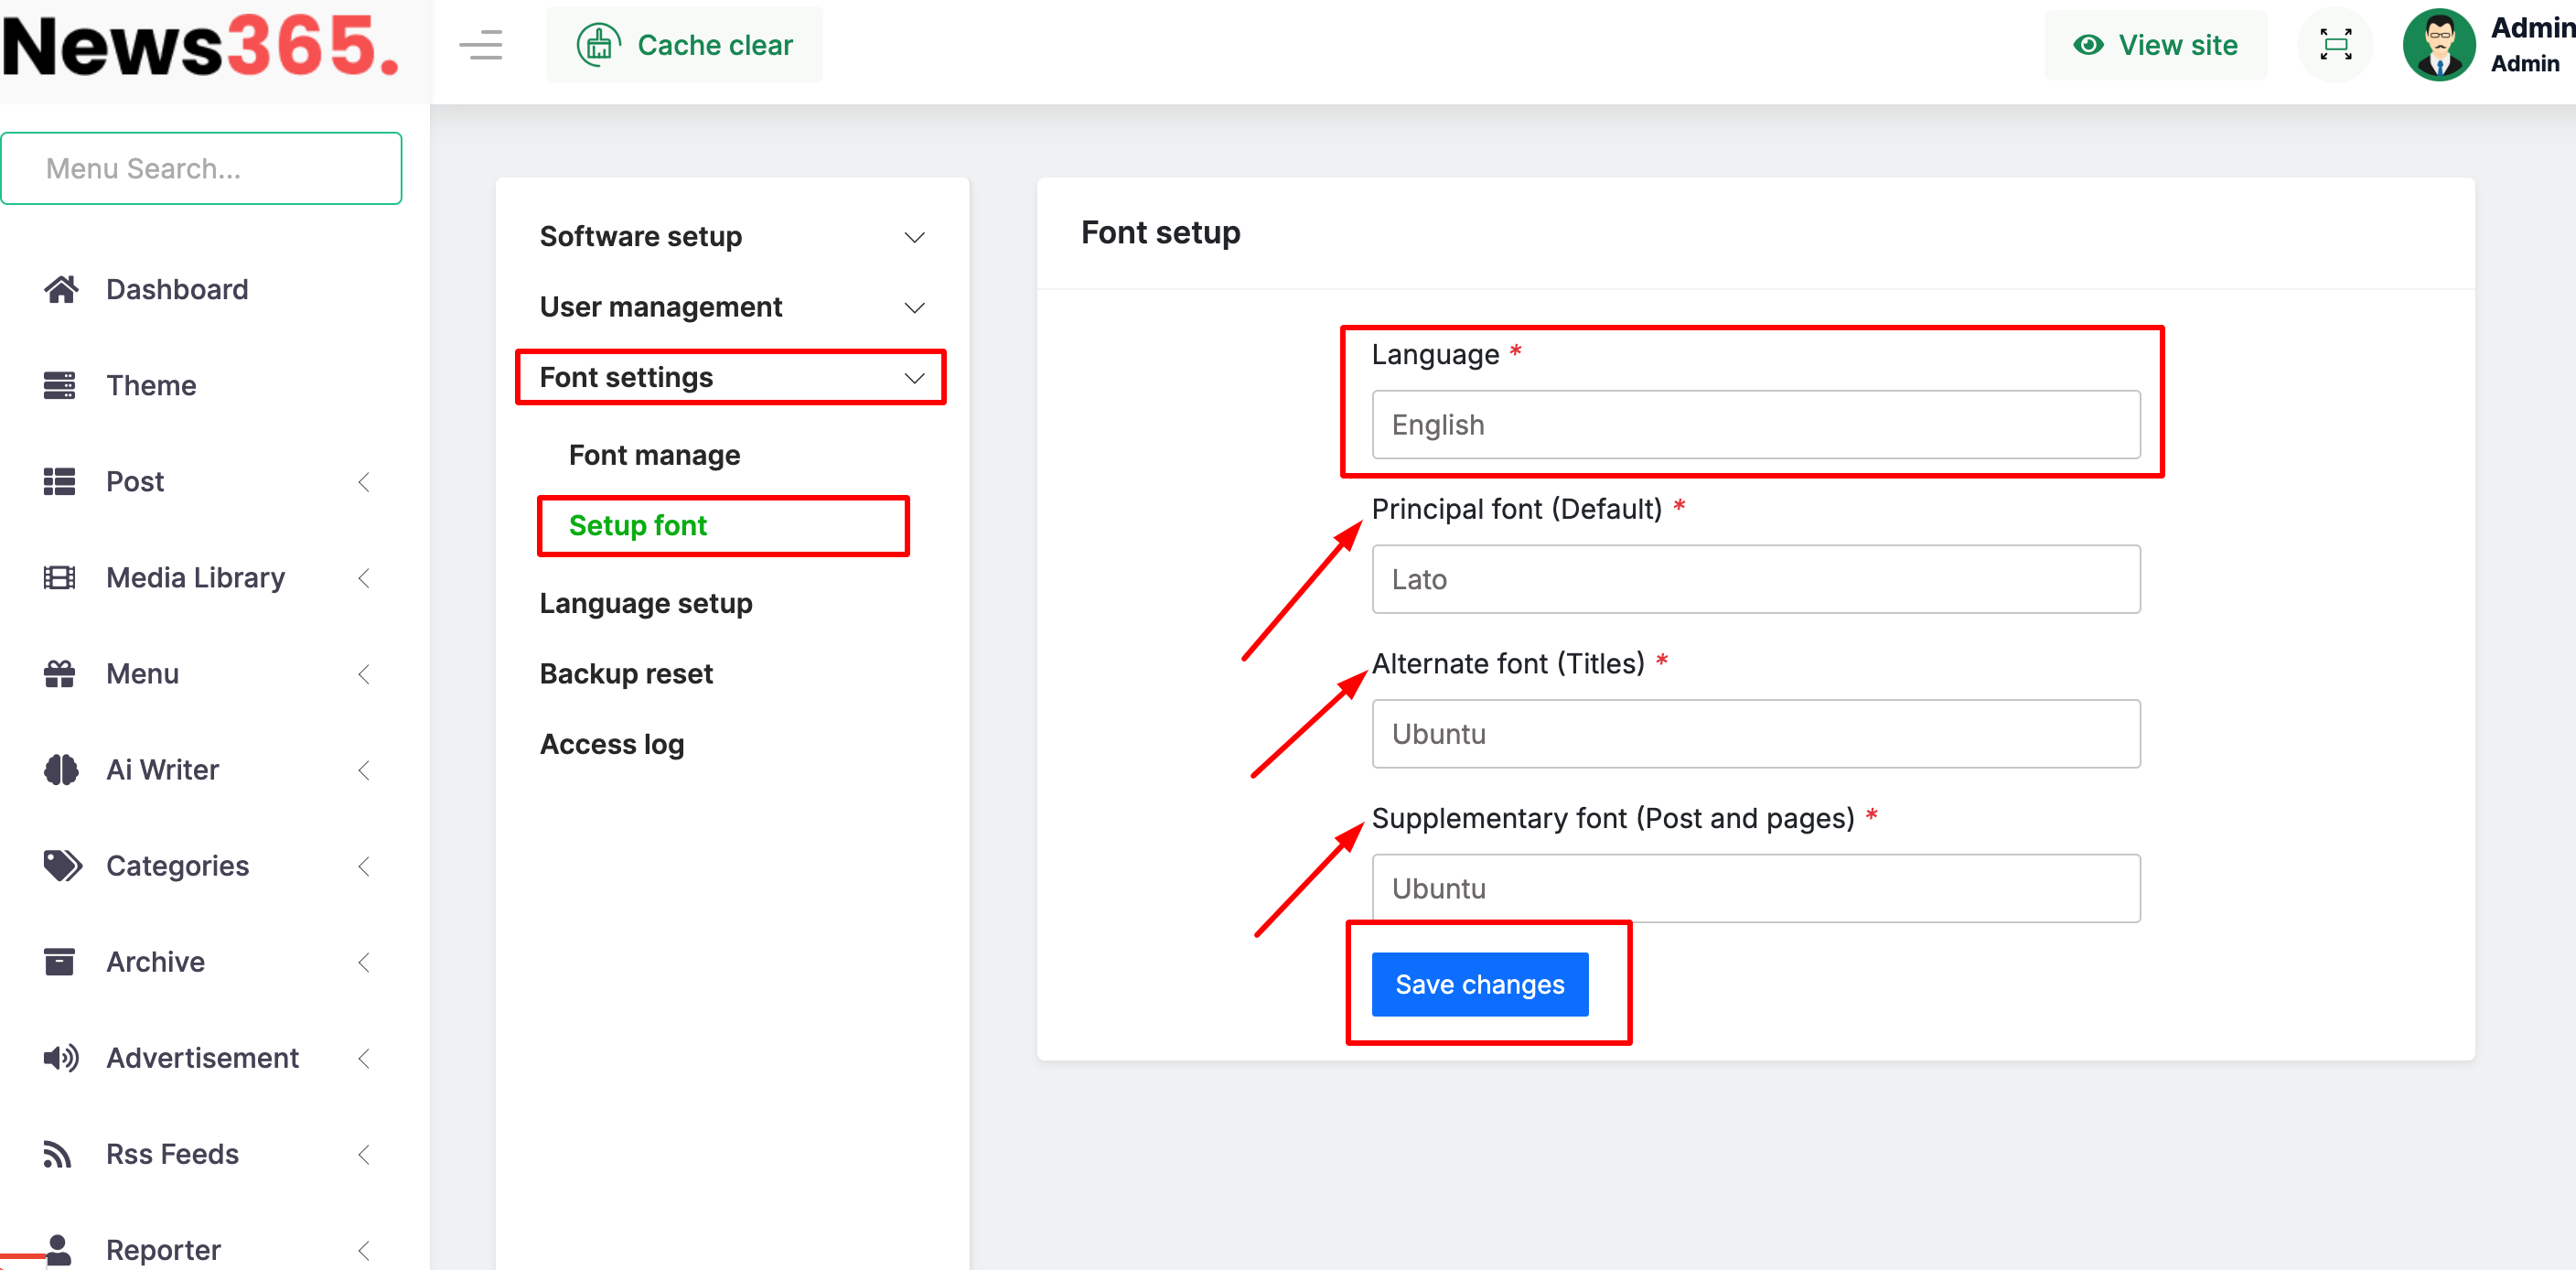 News365.
Cache clear
View site
Admin
Admin
Menu Search...
Dashboard
Theme
Post
Media Library
Menu
Ai Writer
Categories
Archive
Advertisement
Rss Feeds
Reporter
Software setup
User management
Font settings
Font manage
Setup font
Language setup
Backup reset
Access log
Font setup
Language *
English
Principal font (Default) *
Lato
Alternate font (Titles) *
Ubuntu
Supplementary font (Post and pages) *
Ubuntu
Save changes